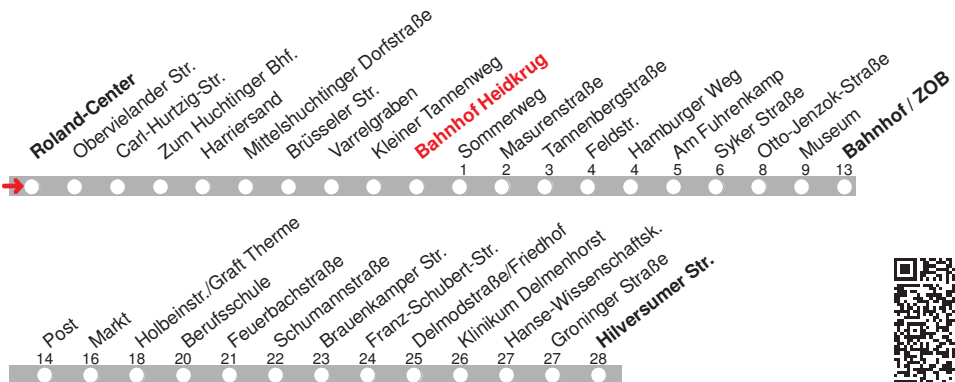 Roland-Center
Obervielander Str.
Carl-Hurtzig-Str.
Zum Huchtinger Bhf.
Harriersand
Mittelshuchtinger Dorfstraße
Brüsseler Str.
Varrelgraben
Kleiner Tannenweg
Bahnhof Heidkrug
Sommerweg
Masurenstraße
Tannenbergstraße
Feldstr.
Hamburger Weg
Am Fuhrenkamp
Syker Straße
Otto-Jenzok-Straße
Museum
Bahnhof / ZOB
1 2 3 4 4 5 6 8 9 13
Post
Markt
Holbeinstr./Graft Therme
Berufsschule
Feuerbachstraße
Schumannstraße
Brauenkamper Str.
Franz-Schubert-Str.
Delmodstraße/Friedhof
Klinikum Delmenhorst
Hanse-Wissenschaftsk.
Groninger Straße
Hilversumer Str.
14 16 18 20 21 22 23 24 25 26 27 27 28